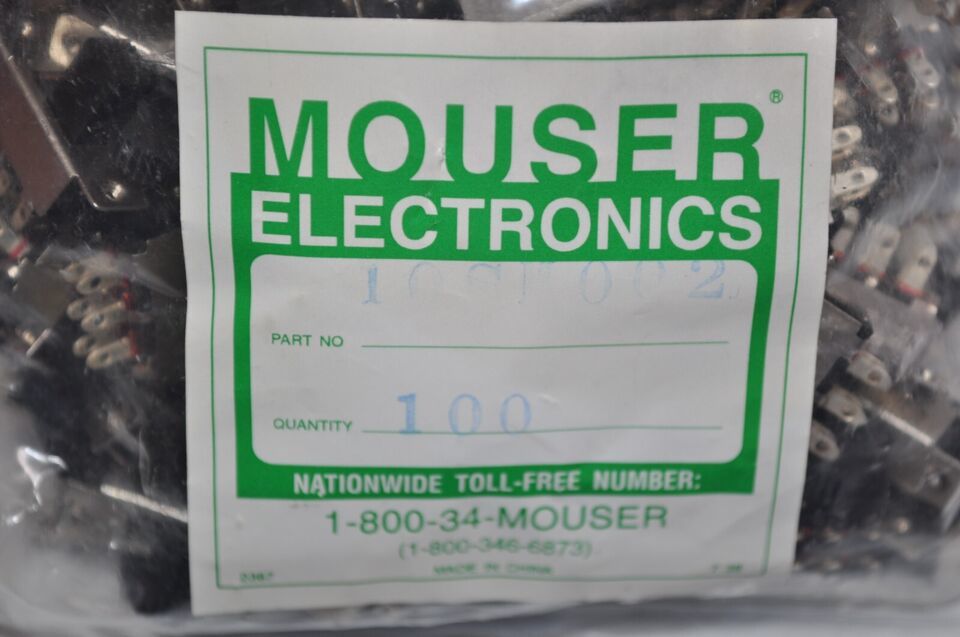 MOUSER®
ELECTRONICS
PART NO
QUANTITY 100
NATIONWIDE TOLL-FREE NUMBER:
1-800-34-MOUSER
(1-800-346-6873)
MADE IN CHINA
2367